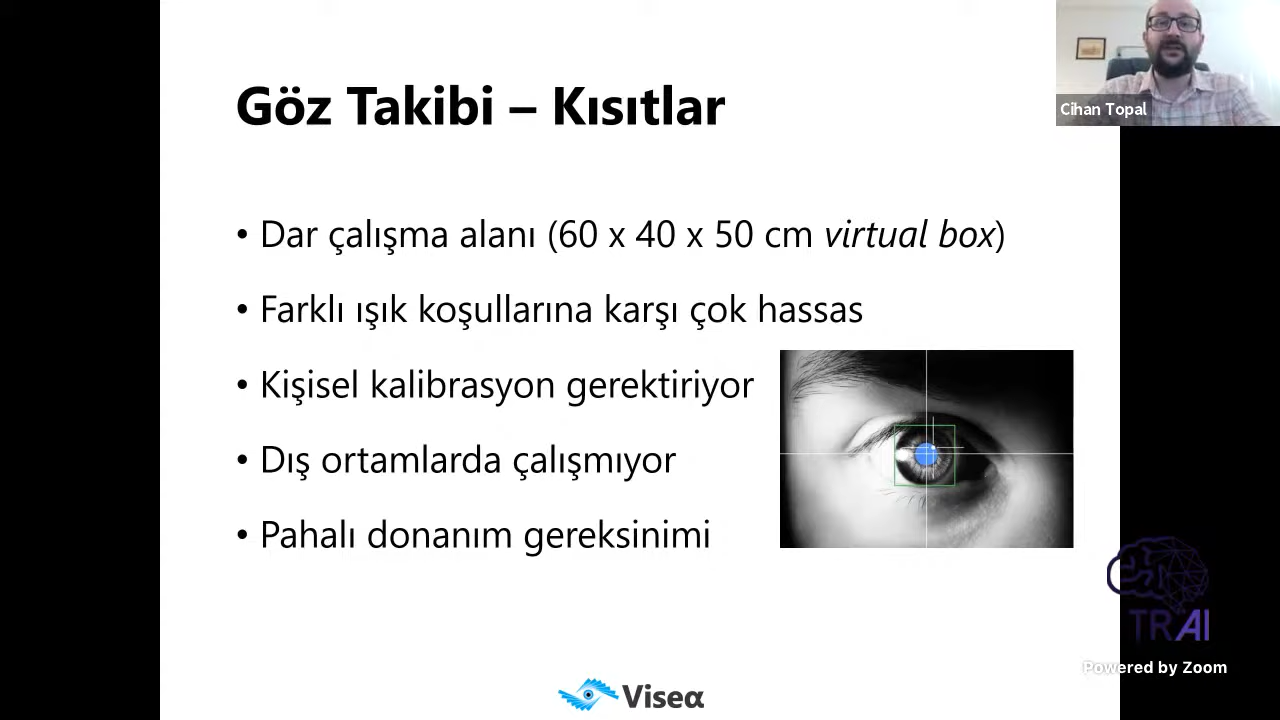 Göz Takibi – Kısıtlar
Cihan Topal
• Dar çalışma alanı (60 x 40 x 50 cm virtual box)
• Farklı ışık koşullarına karşı çok hassas
• Kişisel kalibrasyon gerektiriyor
• Dış ortamlarda çalışmıyor
• Pahalı donanım gereksinimi
TRAI
Powered by Zoom
Viseα